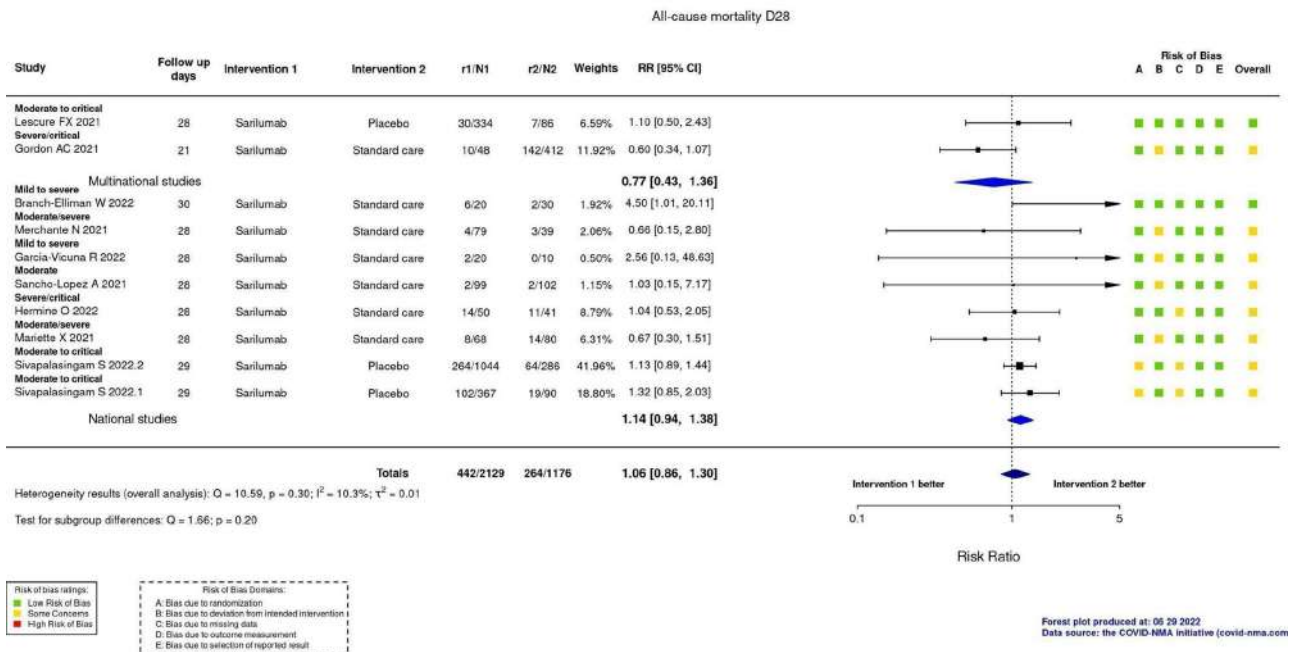 All-cause mortality D28
Risk of Bias
Study Follow up days Intervention 1 Intervention 2 r1/N1 r2/N2 Weights RR [95% CI] A B C D E Overall
Moderate to critical
Lescure FX 2021 28 Sarilumab Placebo 30/334 7/86 6.59% 1.10 [0.50, 2.43]
Severe/critical
Gordon AC 2021 21 Sarilumab Standard care 10/48 142/412 11.92% 0.60 [0.34, 1.07]
Multinational studies 0.77 [0.43, 1.36]
Mild to severe
Branch-Elliman W 2022 30 Sarilumab Standard care 6/20 2/30 1.92% 4.50 [1.01, 20.11]
Moderate/severe
Merchante N 2021 28 Sarilumab Standard care 4/79 3/39 2.06% 0.66 [0.15, 2.80]
Mild to severe
Garcia-Vicuna R 2022 28 Sarilumab Standard care 2/20 0/10 0.50% 2.56 [0.13, 48.63]
Moderate
Sancho-Lopez A 2021 28 Sarilumab Standard care 2/99 2/102 1.15% 1.03 [0.15, 7.17]
Severe/critical
Hermine O 2022 28 Sarilumab Standard care 14/50 11/41 8.79% 1.04 [0.53, 2.05]
Moderate/severe
Mariette X 2021 28 Sarilumab Standard care 8/68 14/80 6.31% 0.67 [0.30, 1.51]
Moderate to critical
Sivapalasingam S 2022.2 29 Sarilumab Placebo 264/1044 64/286 41.96% 1.13 [0.89, 1.44]
Moderate to critical
Sivapalasingam S 2022.1 29 Sarilumab Placebo 102/367 19/90 18.80% 1.32 [0.85, 2.03]
National studies 1.14 [0.94, 1.38]
Totals 442/2129 264/1176 1.06 [0.86, 1.30]
Intervention 1 better Intervention 2 better
Heterogeneity results (overall analysis): Q = 10.59, p = 0.30; I² = 10.3%; τ² = 0.01
Test for subgroup differences: Q = 1.66; p = 0.20
0.1 1 5
Risk Ratio
Risk of bias ratings:
Low Risk of Bias
Some Concerns
High Risk of Bias
Risk of Bias Domains:
A: Bias due to randomization
B: Bias due to deviation from intended intervention
C: Bias due to missing data
D: Bias due to outcome measurement
E: Bias due to selection of reported result
Forest plot produced at: 06 29 2022
Data source: the COVID-NMA initiative (covid-nma.com